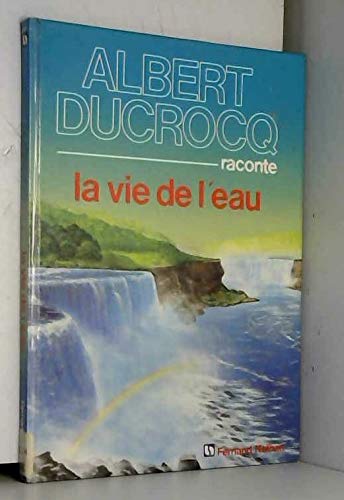 ALBERT
DUCROCQ
raconte
la vie de l'eau
Fernand Nathan